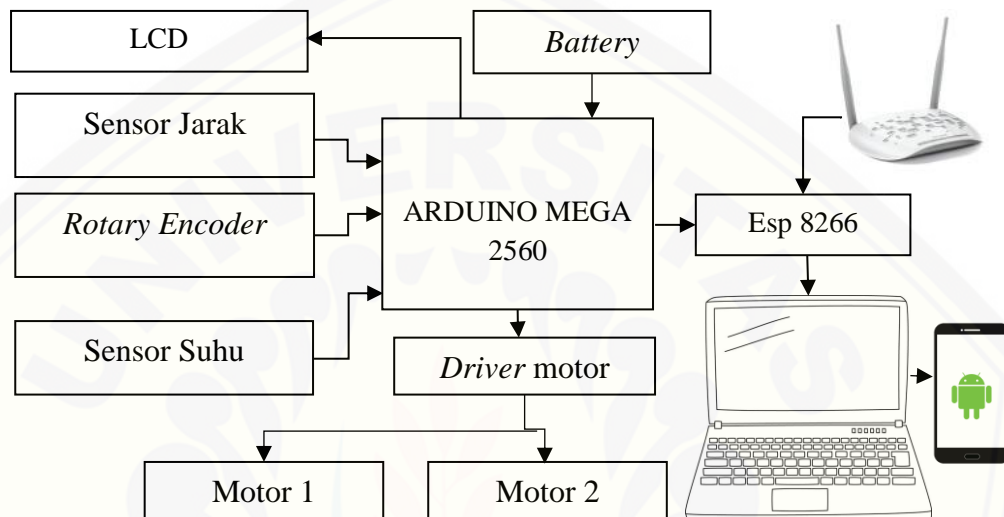 LCD
Battery
Sensor Jarak
Rotary Encoder
ARDUINO MEGA
2560
Esp 8266
Sensor Suhu
Driver motor
Motor 1
Motor 2
UNIVERSITAS